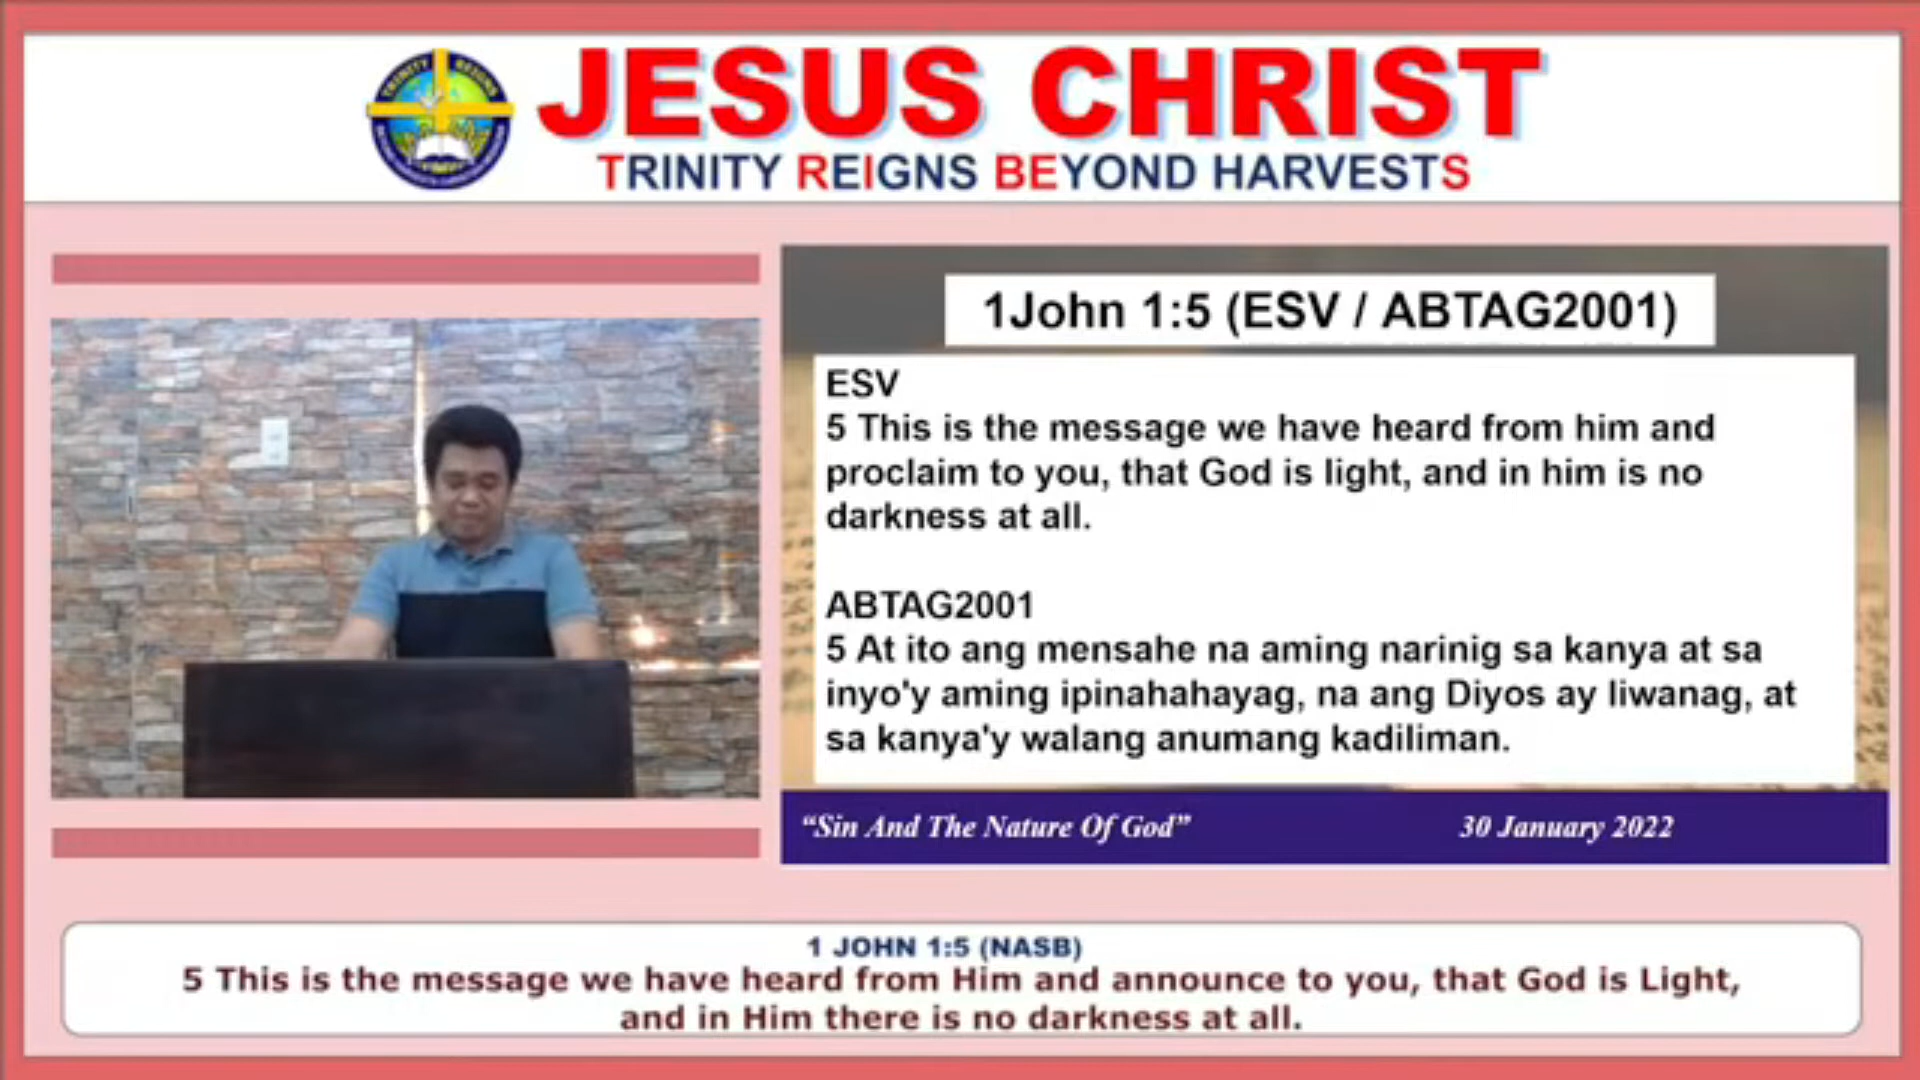 TRINITY REIGNS
JESUS CHRIST
TRINITY REIGNS BEYOND HARVESTS
1John 1:5 (ESV / ABTAG2001)
ESV
5 This is the message we have heard from him and
proclaim to you, that God is light, and in him is no
darkness at all.
ABTAG2001
5 At ito ang mensahe na aming narinig sa kanya at sa
inyo'y aming ipinahahayag, na ang Diyos ay liwanag, at
sa kanya'y walang anumang kadiliman.
“Sin And The Nature Of God” 30 January 2022
1 JOHN 1:5 (NASB)
5 This is the message we have heard from Him and announce to you, that God is Light,
and in Him there is no darkness at all.